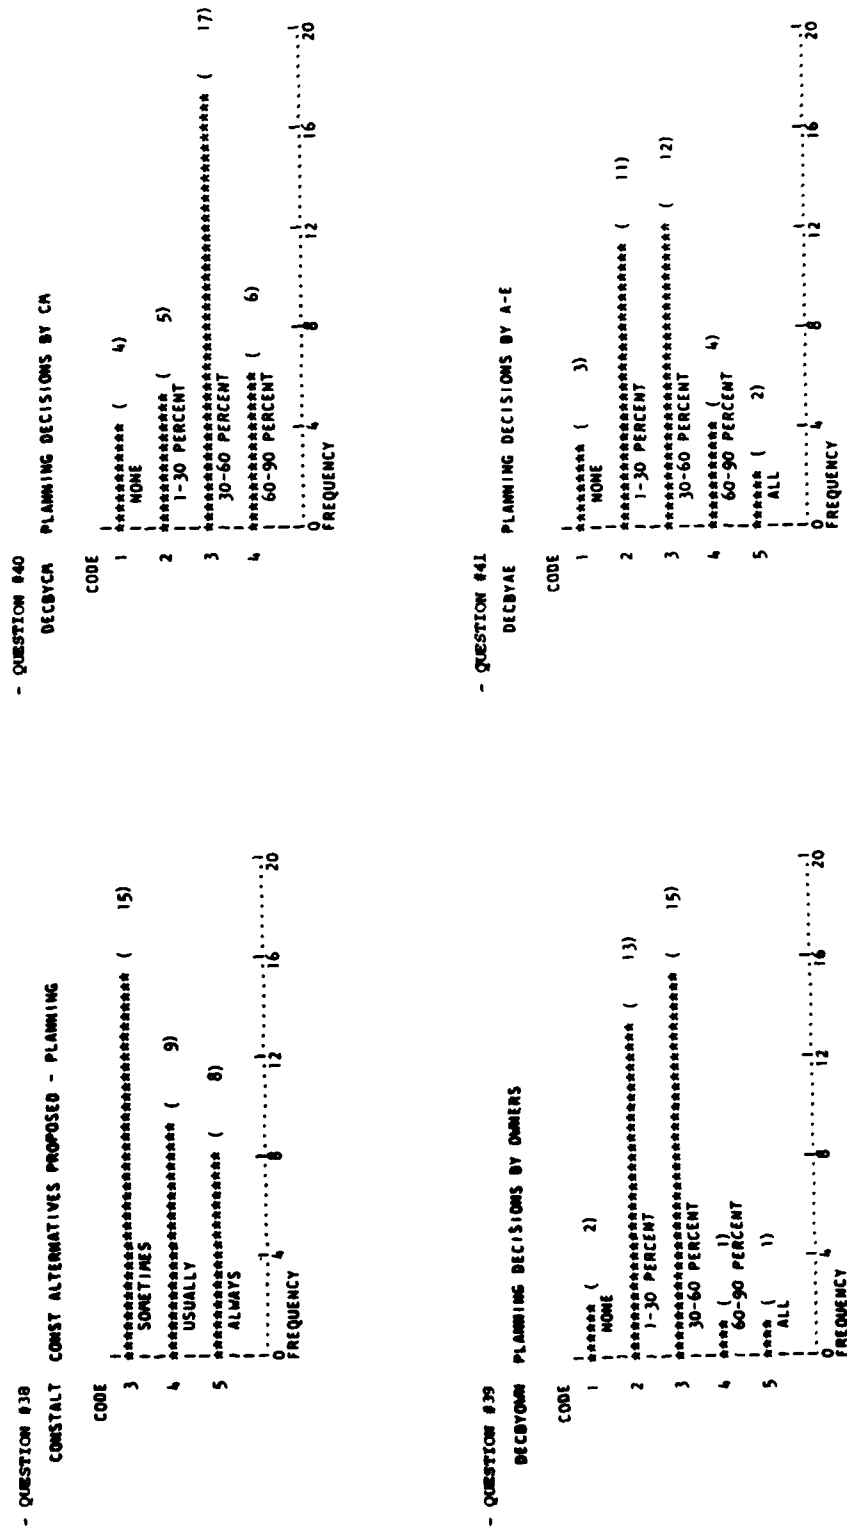 - QUESTION #38
CONSTALT CONST ALTERNATIVES PROPOSED - PLANNING
CODE
3 *********************************** ( 15)
SOMETIMES
4 *********************** ( 9)
USUALLY
5 ********************* ( 8)
ALWAYS
0 4 8 12 16 20
FREQUENCY
- QUESTION #39
DECBYOWN PLANNING DECISIONS BY OWNERS
CODE
1 ****** ( 2)
NONE
2 ******************************* ( 13)
1-30 PERCENT
3 *********************************** ( 15)
30-60 PERCENT
4 **** ( 1)
60-90 PERCENT
5 **** ( 1)
ALL
0 4 8 12 16 20
FREQUENCY
- QUESTION #40
DECBYCM PLANNING DECISIONS BY CM
CODE
1 *********** ( 4)
NONE
2 ************** ( 5)
1-30 PERCENT
3 ******************************************** ( 17)
30-60 PERCENT
4 **************** ( 6)
60-90 PERCENT
0 4 8 12 16 20
FREQUENCY
- QUESTION #41
DECBYAE PLANNING DECISIONS BY A-E
CODE
1 ********* ( 3)
NONE
2 **************************** ( 11)
1-30 PERCENT
3 ******************************* ( 12)
30-60 PERCENT
4 *********** ( 4)
60-90 PERCENT
5 ****** ( 2)
ALL
0 4 8 12 16 20
FREQUENCY